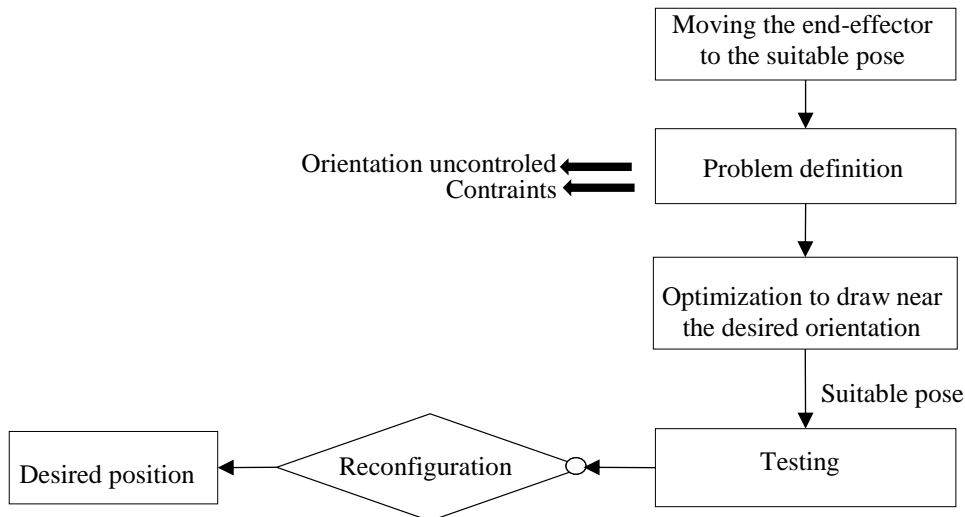 Moving the end-effector
to the suitable pose
Orientation uncontroled
Contraints
Problem definition
Optimization to draw near
the desired orientation
Suitable pose
Testing
Reconfiguration
Desired position